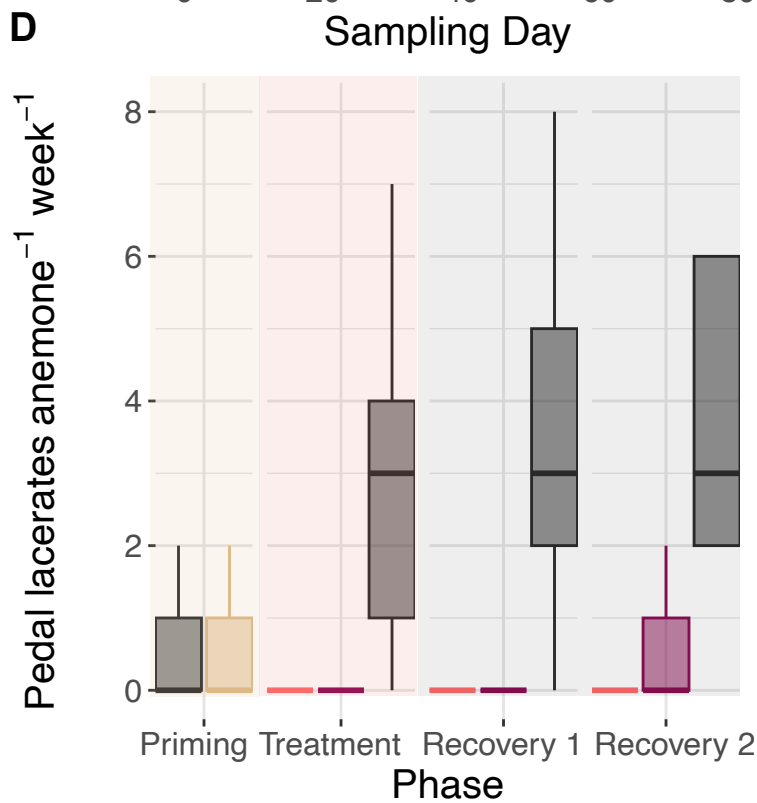 D
Sampling Day
Pedal lacerates anemone⁻¹ week⁻¹
8
6
4
2
0
Priming Treatment Recovery 1 Recovery 2
Phase